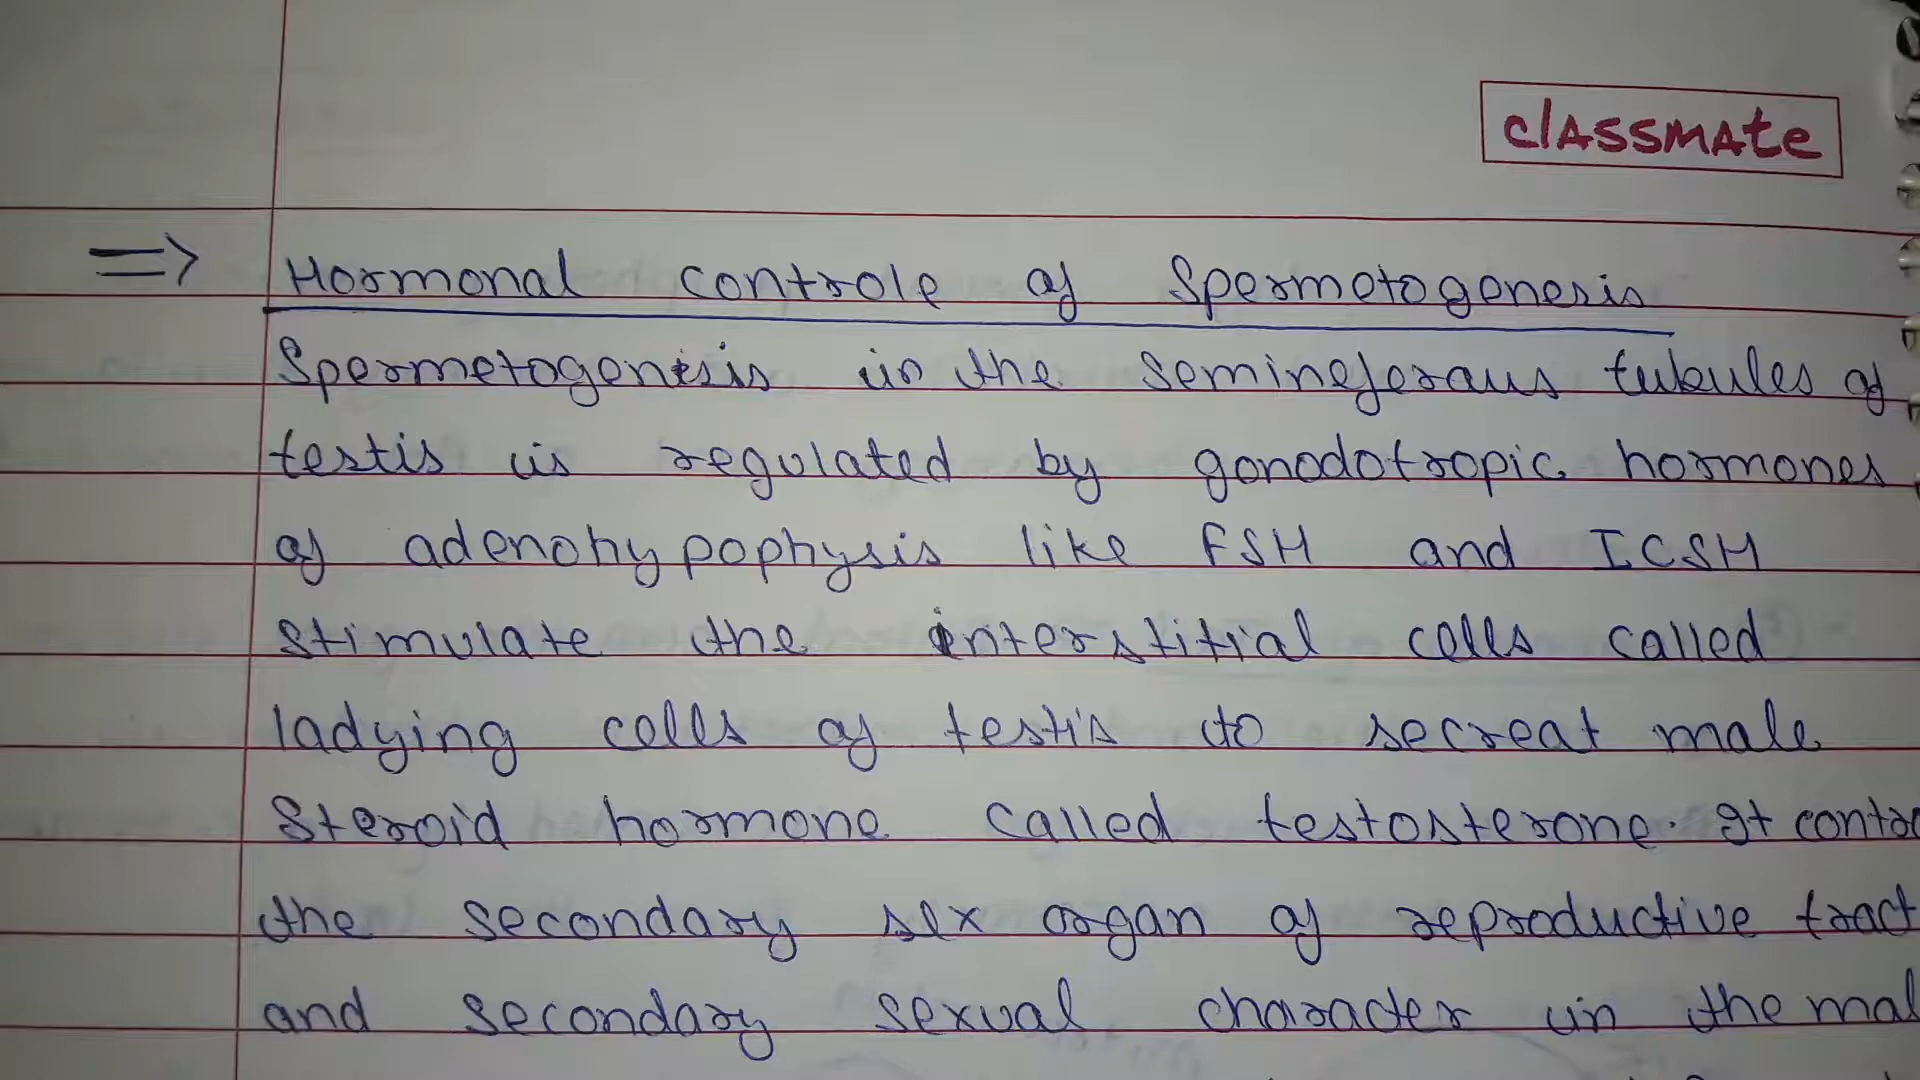 classmate
⇒ Hormonal controle of Spermetogenesis
Spermetogenisis in the semineferaus tubules of
testis is regulated by gonodotropic hormones
of adenohypophysis like FSH and ICSH
stimulate the interstitial cells called
ladying cells of testis to secreat male
steroid hormone called testosterone. It contro
the secondary sex organ of reproductive tract
and secondary sexual character in the mal